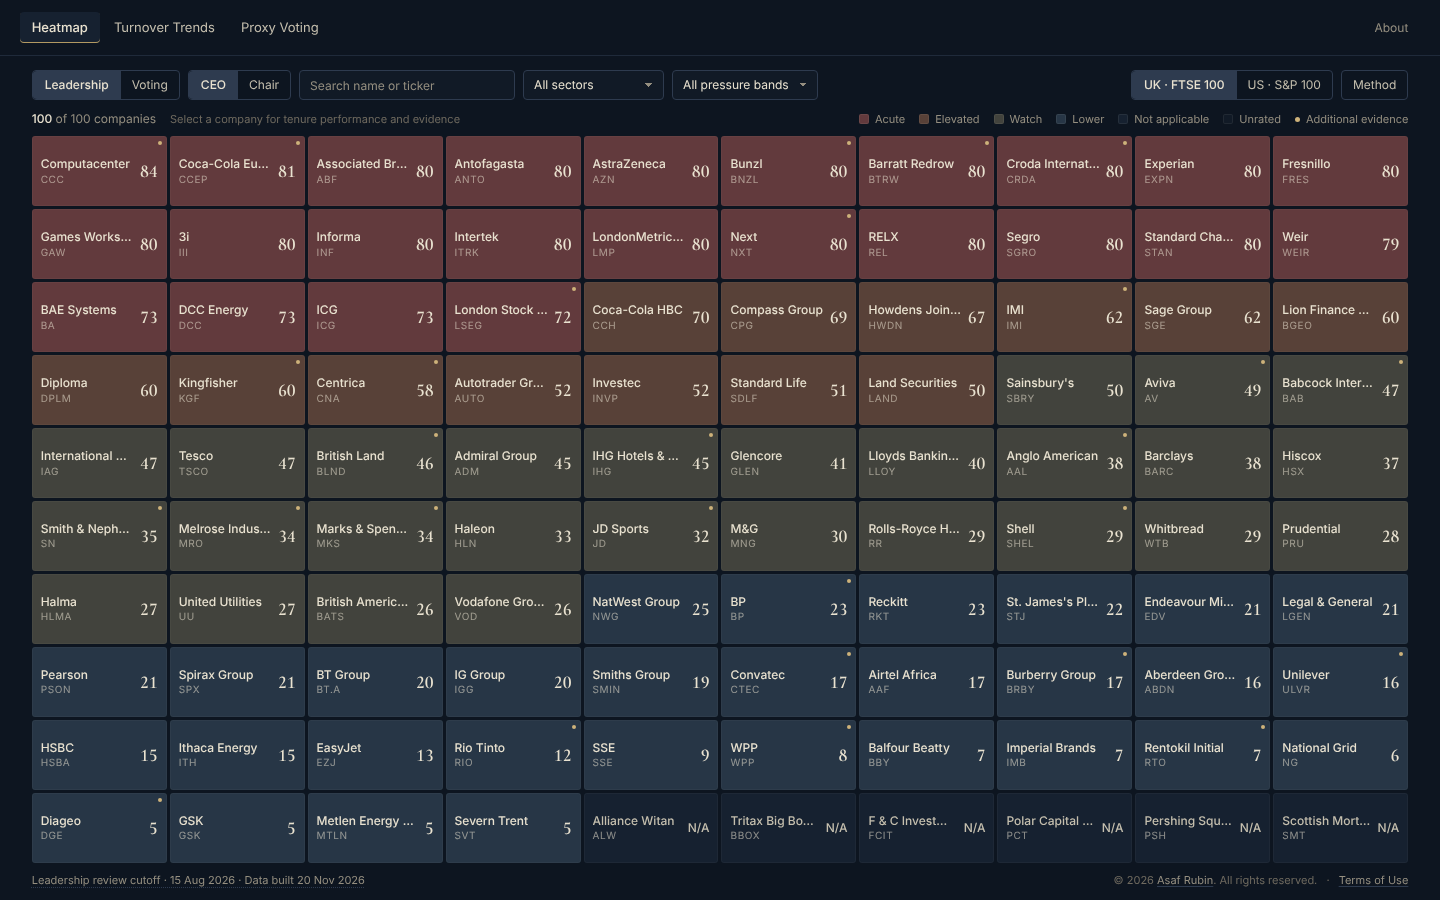 Heatmap Turnover Trends Proxy Voting About
Leadership Voting CEO Chair Search name or ticker All sectors All pressure bands UK · FTSE 100 US · S&P 100 Method
100 of 100 companies Select a company for tenure performance and evidence Acute Elevated Watch Lower Not applicable Unrated Additional evidence
Computacenter 84 Coca-Cola Eu... 81 Associated Br... 80 Antofagasta 80 AstraZeneca 80 Bunzl 80 Barratt Redrow 80 Croda Internat... 80 Experian 80 Fresnillo 80
CCC CCEP ABF ANTO AZN BNZL BTRW CRDA EXPN FRES
Games Works... 80 3i 80 Informa 80 Intertek 80 LondonMetric... 80 Next 80 RELX 80 Segro 80 Standard Cha... 80 Weir 79
GAW III INF ITRK LMP NXT REL SGRO STAN WEIR
BAE Systems 73 DCC Energy 73 ICG 73 London Stock ... 72 Coca-Cola HBC 70 Compass Group 69 Howdens Join... 67 IMI 62 Sage Group 62 Lion Finance ... 60
BA DCC ICG LSEG CCH CPG HWDN IMI SGE BGEO
Diploma 60 Kingfisher 60 Centrica 58 Autotrader Gr... 52 Investec 52 Standard Life 51 Land Securities 50 Sainsbury's 50 Aviva 49 Babcock Inter... 47
DPLM KGF CNA AUTO INVP SDLF LAND SBRY AV BAB
International ... 47 Tesco 47 British Land 46 Admiral Group 45 IHG Hotels & ... 45 Glencore 41 Lloyds Bankin... 40 Anglo American 38 Barclays 38 Hiscox 37
IAG TSCO BLND ADM IHG GLEN LLOY AAL BARC HSX
Smith & Neph... 35 Melrose Indus... 34 Marks & Spen... 34 Haleon 33 JD Sports 32 M&G 30 Rolls-Royce H... 29 Shell 29 Whitbread 29 Prudential 28
SN MRO MKS HLN JD MNG RR SHEL WTB PRU
Halma 27 United Utilities 27 British Americ... 26 Vodafone Gro... 26 NatWest Group 25 BP 23 Reckitt 23 St. James's Pl... 22 Endeavour Mi... 21 Legal & General 21
HLMA UU BATS VOD NWG BP RKT STJ EDV LGEN
Pearson 21 Spirax Group 21 BT Group 20 IG Group 20 Smiths Group 19 Convatec 17 Airtel Africa 17 Burberry Group 17 Aberdeen Gro... 16 Unilever 16
PSON SPX BT.A IGG SMIN CTEC AAF BRBY ABDN ULVR
HSBC 15 Ithaca Energy 15 EasyJet 13 Rio Tinto 12 SSE 9 WPP 8 Balfour Beatty 7 Imperial Brands 7 Rentokil Initial 7 National Grid 6
HSBA ITH EZJ RIO SSE WPP BBY IMB RTO NG
Diageo 5 GSK 5 Metlen Energy ... 5 Severn Trent 5 Alliance Witan N/A Tritax Big Bo... N/A F & C Invest... N/A Polar Capital ... N/A Pershing Squ... N/A Scottish Mort... N/A
DGE GSK MTLN SVT ALW BBOX FCIT PCT PSH SMT
Leadership review cutoff · 15 Aug 2026 · Data built 20 Nov 2026 © 2026 Asaf Rubin. All rights reserved. · Terms of Use